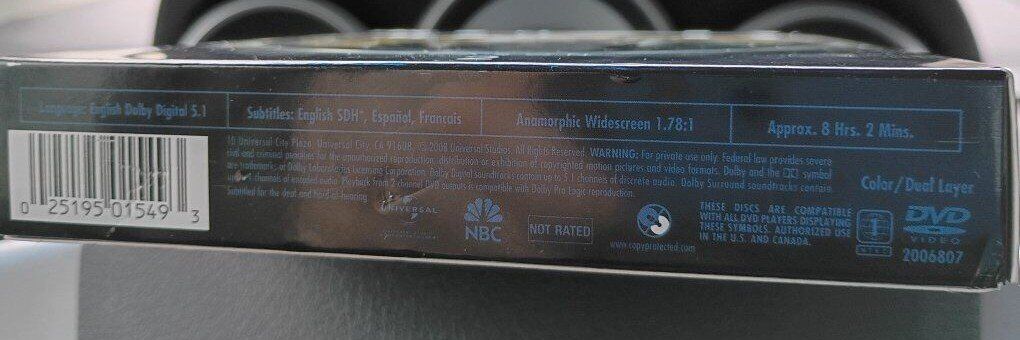 Language: English Dolby Digital 5.1
Subtitles: English SDH*, Español, Français
Anamorphic Widescreen 1.78:1
Approx. 8 Hrs. 2 Mins.
10 Universal City Plaza, Universal City, CA 91608. © 2008 Universal Studios. All Rights Reserved. WARNING: For private use only. Federal law provides severe
civil and criminal penalties for the unauthorized reproduction, distribution or exhibition of copyrighted motion pictures and video formats. Dolby and the symbol
are trademarks of Dolby Laboratories Licensing Corporation. Dolby Digital soundtracks contain up to 5.1 channels of discrete audio. Dolby Surround soundtracks contain
channels of information. Playback from 2 channel DVD outputs is compatible with Dolby Pro Logic reproduction.
*Subtitled for the deaf and hard-of-hearing
Color/Dual Layer
0 25195 01549 3
UNIVERSAL
NBC
NOT RATED
www.copyprotected.com
THESE DISCS ARE COMPATIBLE
WITH ALL DVD PLAYERS DISPLAYING
THESE SYMBOLS. AUTHORIZED USE
IN THE U.S. AND CANADA.
1
DVD
VIDEO
2006807